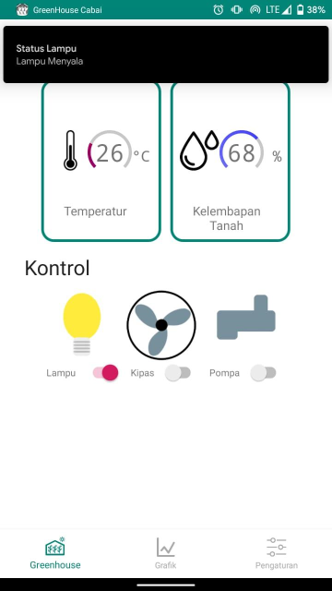 GreenHouse Cabai
LTE 38%
Status Lampu
Lampu Menyala
26 °C
68 %
Temperatur
Kelembapan
Tanah
Kontrol
Lampu
Kipas
Pompa
Greenhouse
Grafik
Pengaturan